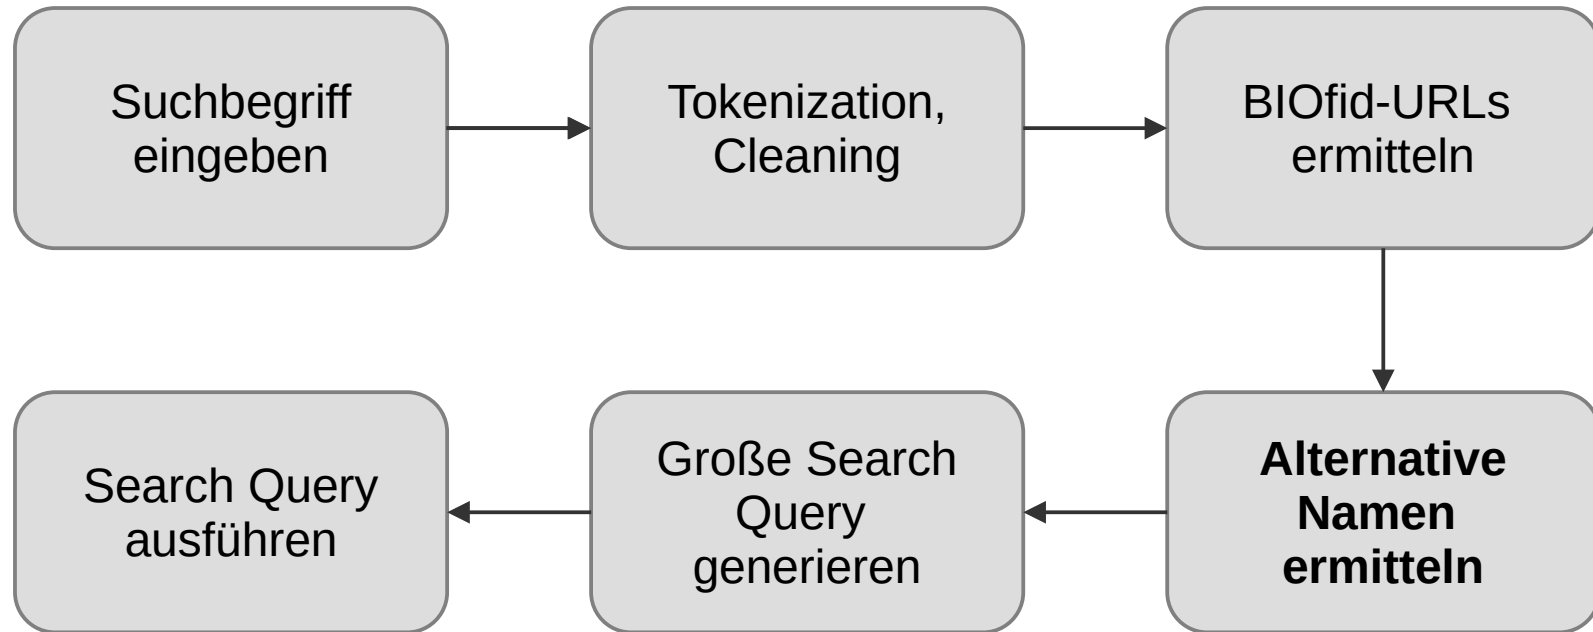 Suchbegriff
eingeben
Tokenization,
Cleaning
BIOfid-URLs
ermitteln
Alternative
Namen
ermitteln
Große Search
Query
generieren
Search Query
ausführen